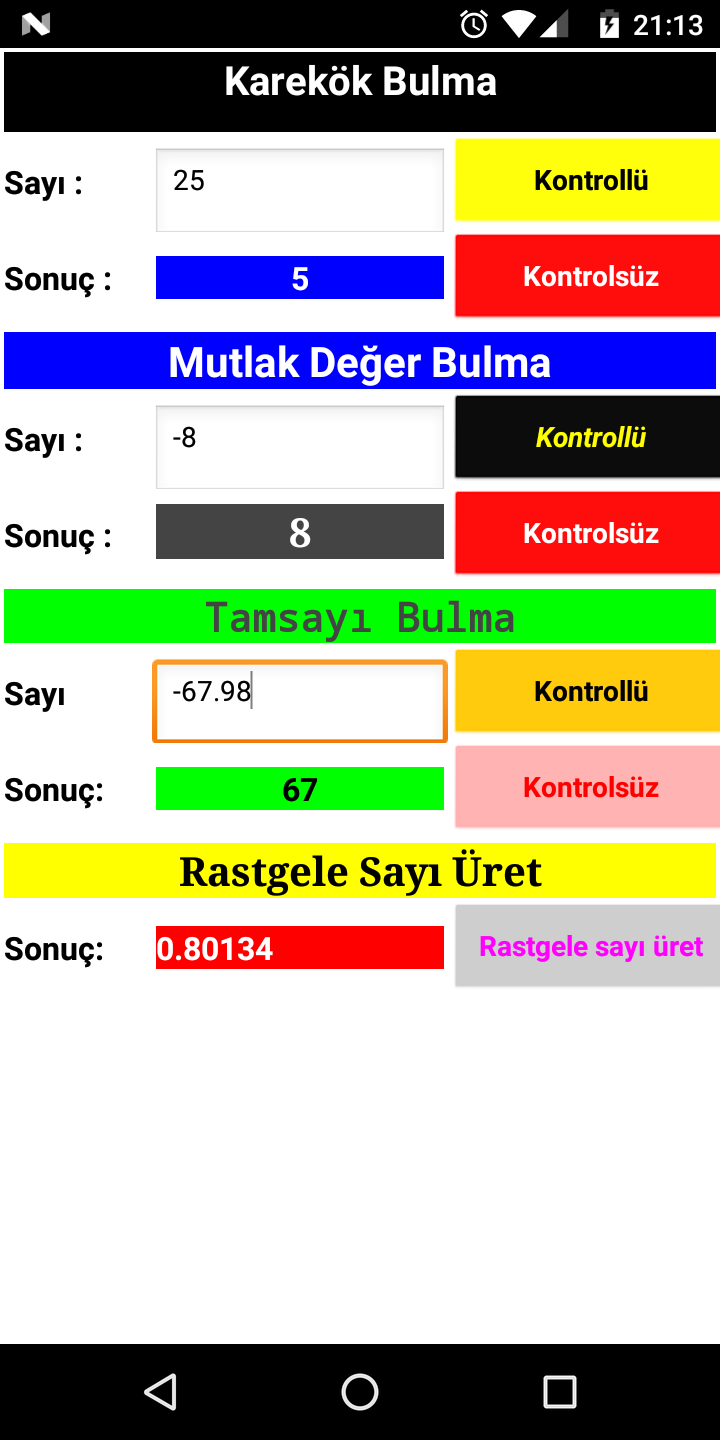 21:13
Karekök Bulma
Sayı : 25 Kontrollü
Sonuç : 5 Kontrolsüz
Mutlak Değer Bulma
Sayı : -8 Kontrollü
Sonuç : 8 Kontrolsüz
Tamsayı Bulma
Sayı -67.98 Kontrollü
Sonuç: 67 Kontrolsüz
Rastgele Sayı Üret
Sonuç: 0.80134 Rastgele sayı üret